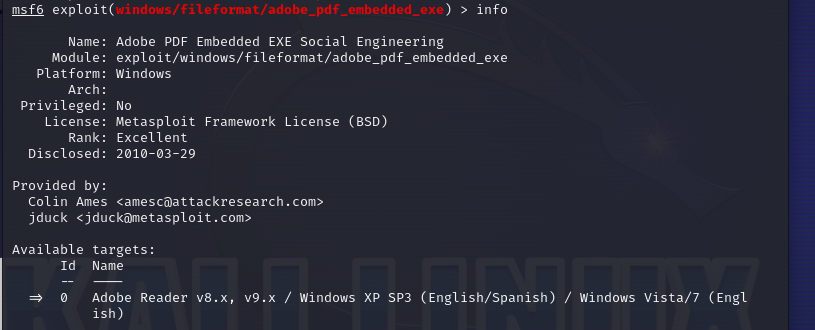 msf6 exploit(windows/fileformat/adobe_pdf_embedded_exe) > info
Name: Adobe PDF Embedded EXE Social Engineering
Module: exploit/windows/fileformat/adobe_pdf_embedded_exe
Platform: Windows
Arch:
Privileged: No
License: Metasploit Framework License (BSD)
Rank: Excellent
Disclosed: 2010-03-29
Provided by:
Colin Ames <amesc@attackresearch.com>
jduck <jduck@metasploit.com>
Available targets:
Id  Name
--  ----
=>  0   Adobe Reader v8.x, v9.x / Windows XP SP3 (English/Spanish) / Windows Vista/7 (Engl
ish)
KALI LINUX